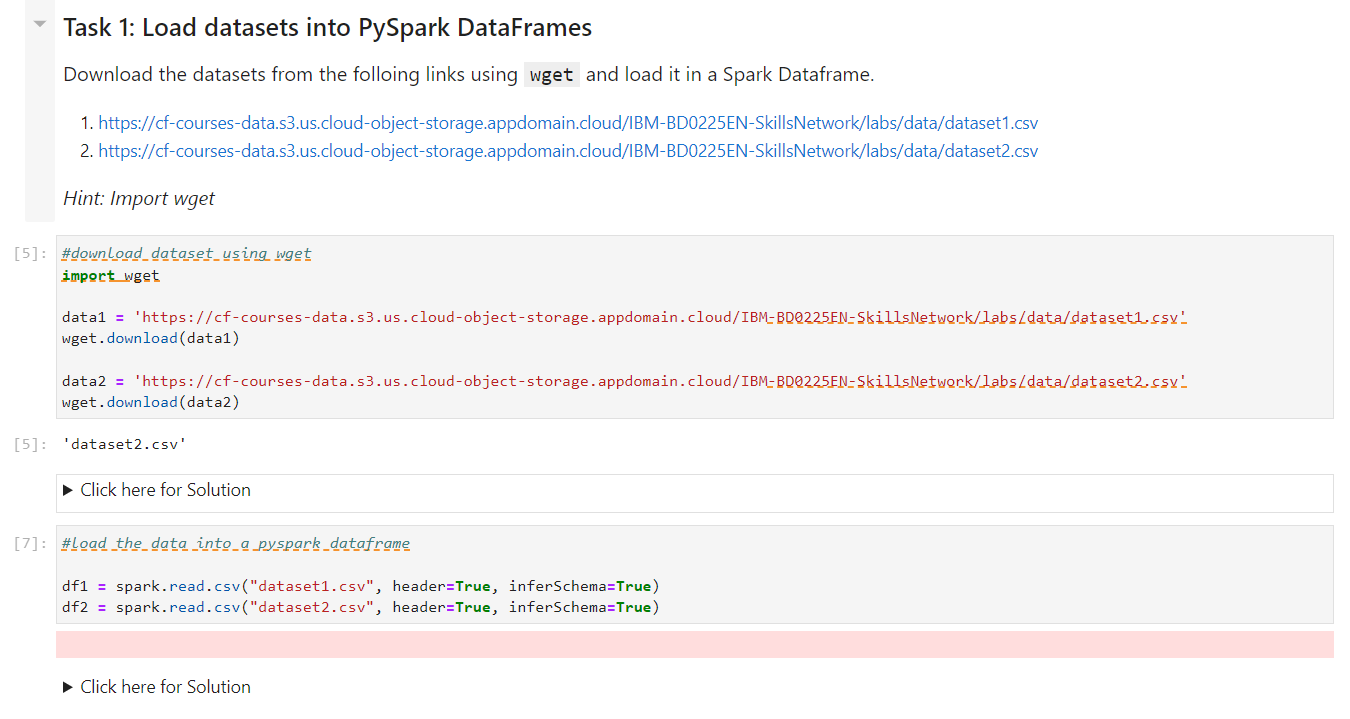 Task 1: Load datasets into PySpark DataFrames
Download the datasets from the folloing links using wget and load it in a Spark Dataframe.
1. https://cf-courses-data.s3.us.cloud-object-storage.appdomain.cloud/IBM-BD0225EN-SkillsNetwork/labs/data/dataset1.csv
2. https://cf-courses-data.s3.us.cloud-object-storage.appdomain.cloud/IBM-BD0225EN-SkillsNetwork/labs/data/dataset2.csv
Hint: Import wget
[5]: #download dataset using wget
import wget
data1 = 'https://cf-courses-data.s3.us.cloud-object-storage.appdomain.cloud/IBM-BD0225EN-SkillsNetwork/labs/data/dataset1.csv'
wget.download(data1)
data2 = 'https://cf-courses-data.s3.us.cloud-object-storage.appdomain.cloud/IBM-BD0225EN-SkillsNetwork/labs/data/dataset2.csv'
wget.download(data2)
[5]: 'dataset2.csv'
Click here for Solution
[7]: #load the data into a pyspark dataframe
df1 = spark.read.csv("dataset1.csv", header=True, inferSchema=True)
df2 = spark.read.csv("dataset2.csv", header=True, inferSchema=True)
Click here for Solution